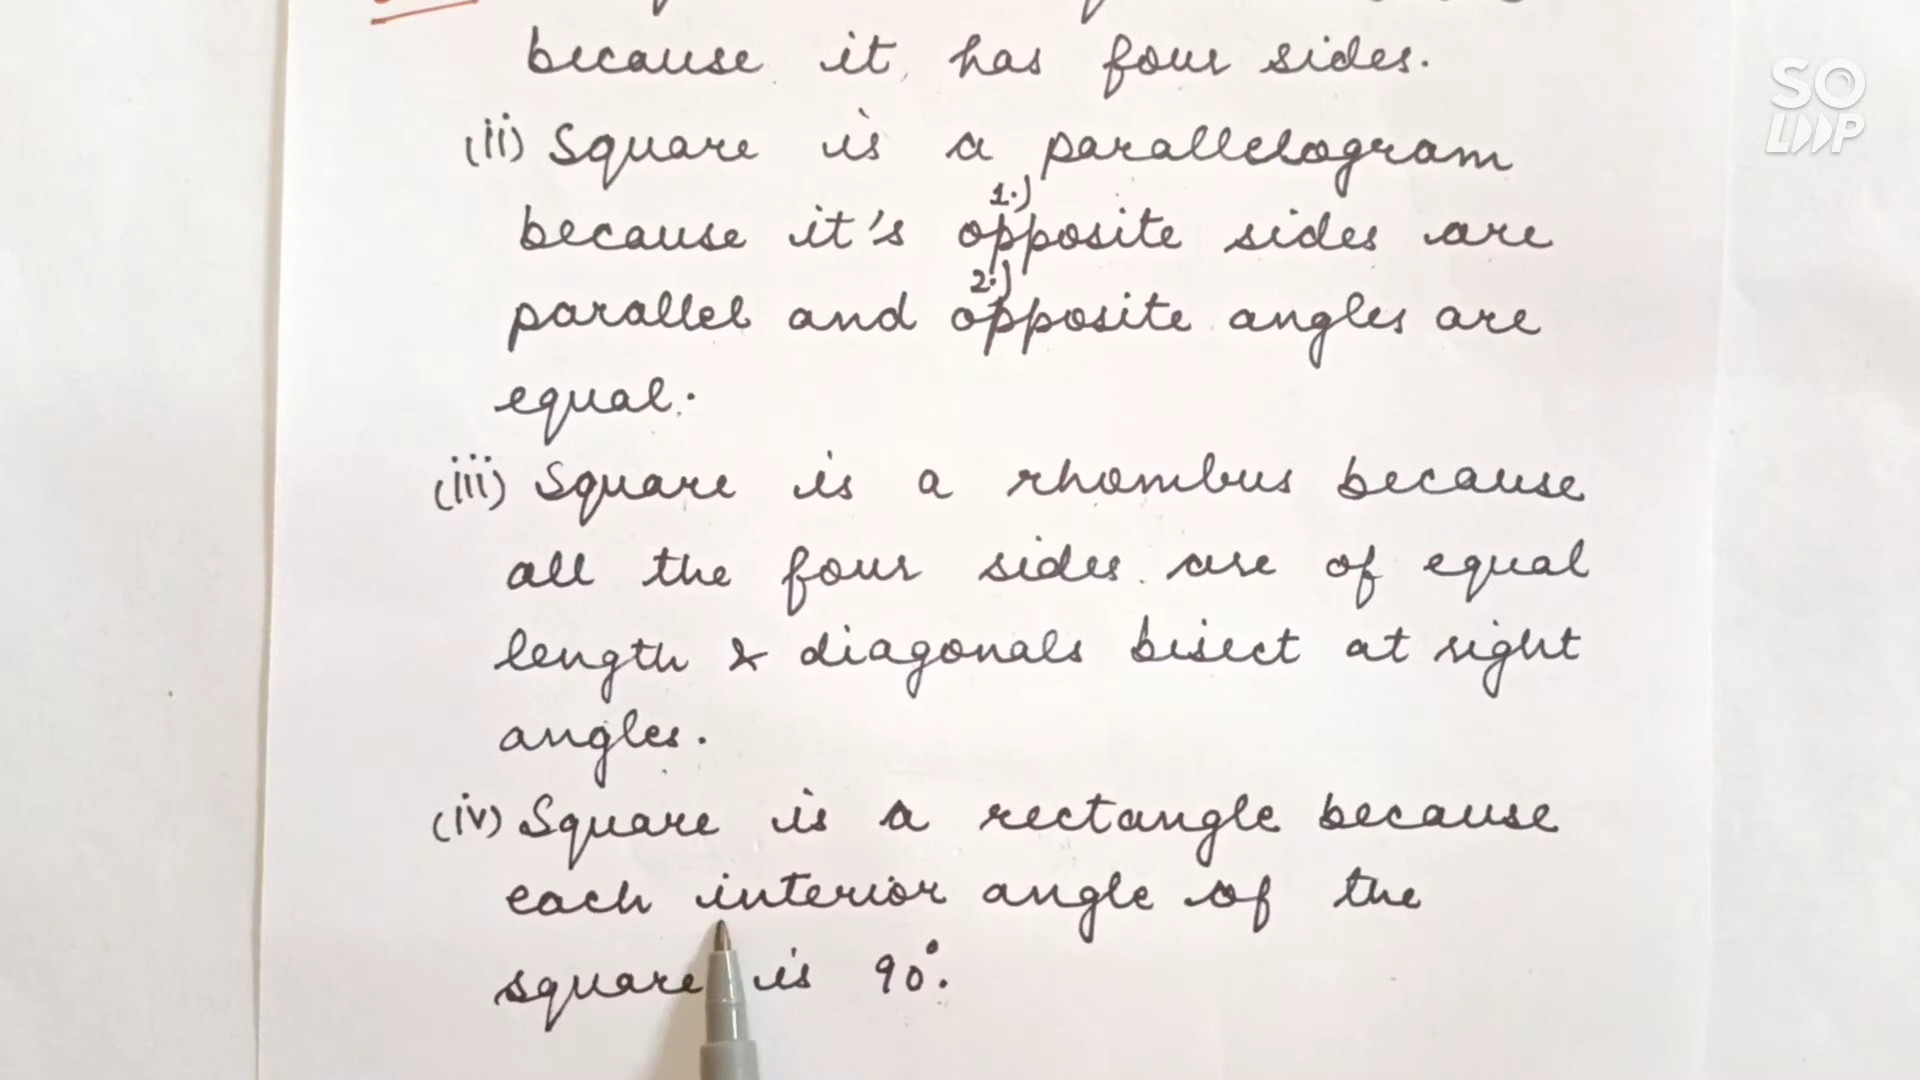 because it has four sides.
(ii) Square is a parallelogram
1.)
because it's opposite sides are
2.)
parallel and opposite angles are
equal.
(iii) Square is a rhombus because
all the four sides are of equal
length & diagonals bisect at right
angles.
(iv) Square is a rectangle because
each interior angle of the
square is 90°.
SO
LOOP